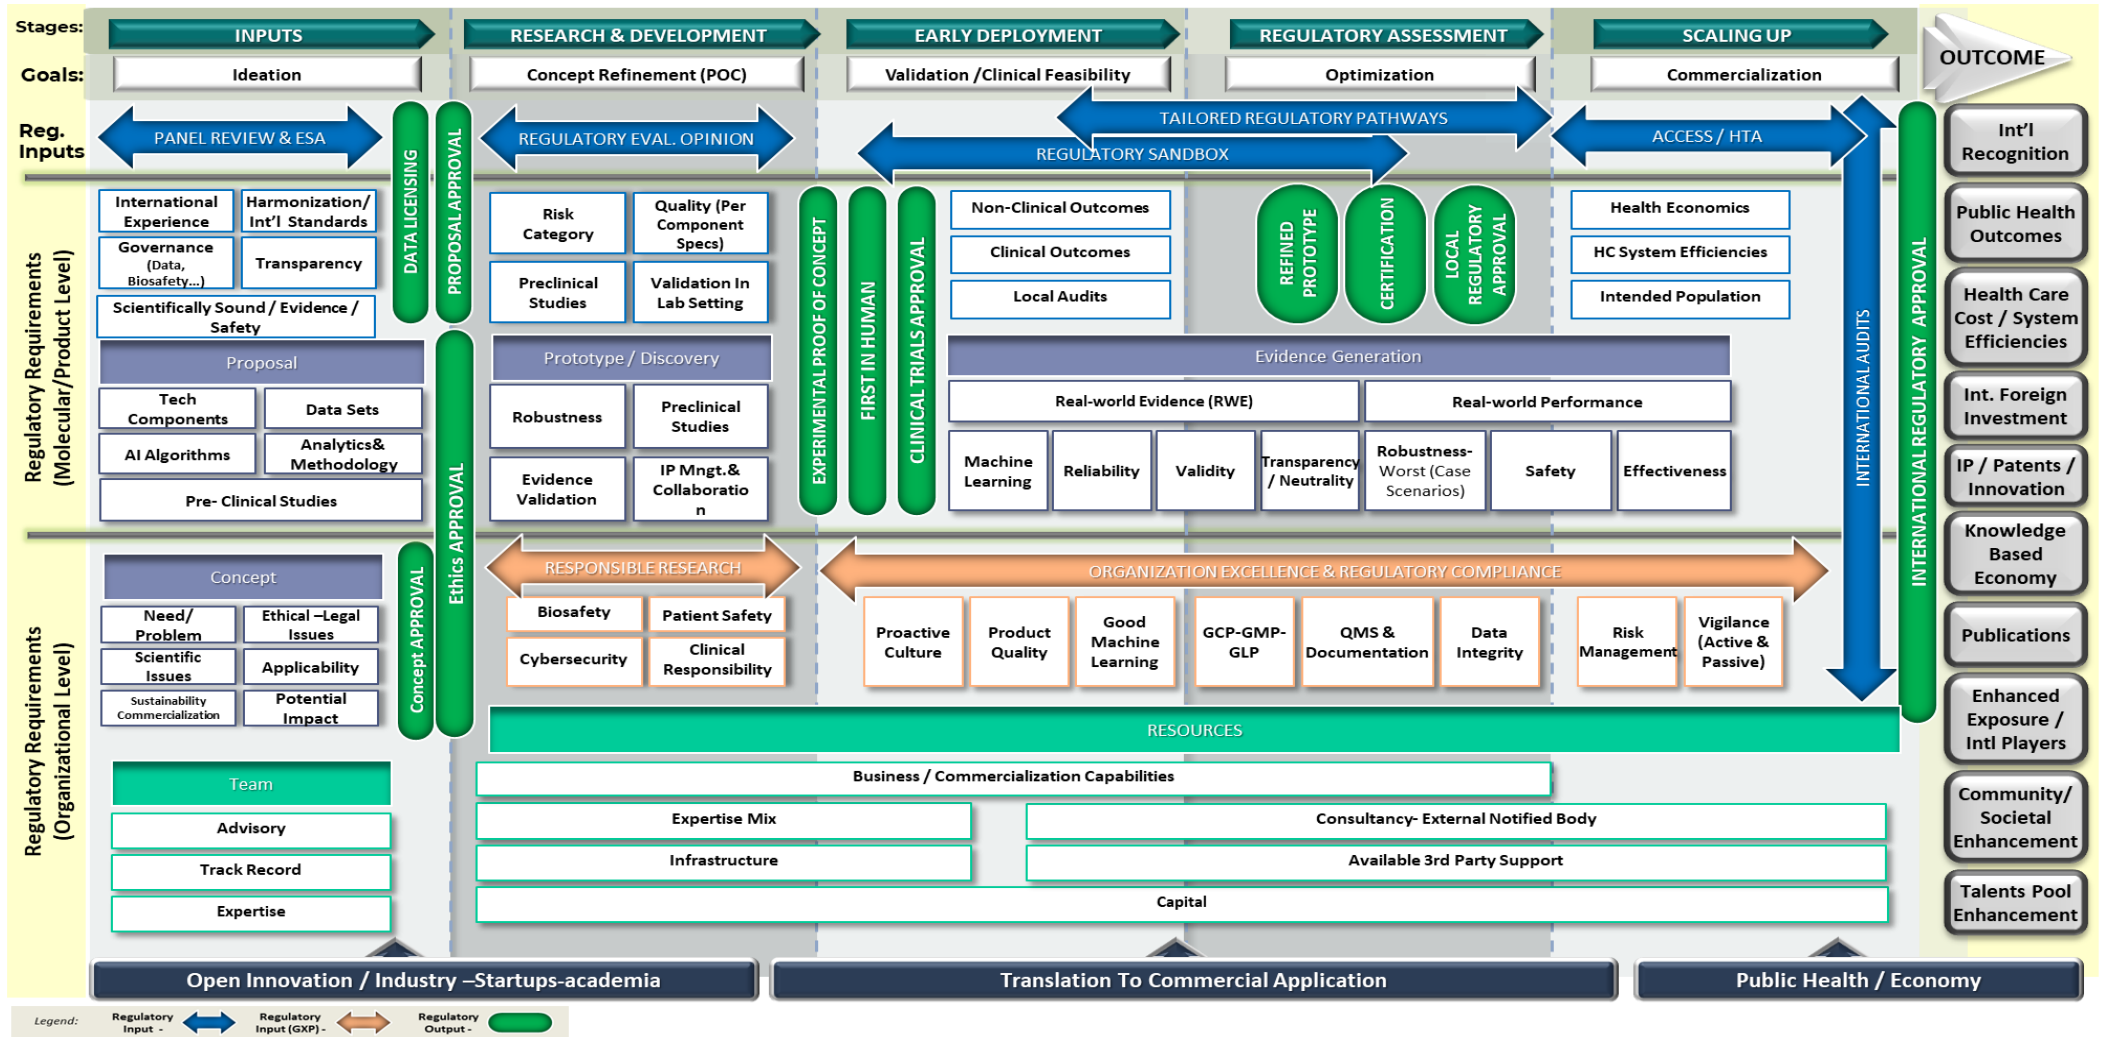 Stages:
INPUTS
RESEARCH & DEVELOPMENT
EARLY DEPLOYMENT
REGULATORY ASSESSMENT
SCALING UP
OUTCOME
Goals:
Ideation
Concept Refinement (POC)
Validation /Clinical Feasibility
Optimization
Commercialization
Reg.
Inputs
PANEL REVIEW & ESA
REGULATORY EVAL. OPINION
TAILORED REGULATORY PATHWAYS
REGULATORY SANDBOX
ACCESS / HTA
INTERNATIONAL AUDITS
DATA LICENSING
PROPOSAL APPROVAL
Regulatory Requirements
(Molecular/Product Level)
International
Experience
Harmonization/
Int'l Standards
Governance
(Data,
Biosafety...)
Transparency
Scientifically Sound / Evidence /
Safety
Proposal
Tech
Components
Data Sets
AI Algorithms
Analytics&
Methodology
Pre- Clinical Studies
Ethics APPROVAL
Risk
Category
Quality (Per
Component
Specs)
Preclinical
Studies
Validation In
Lab Setting
Prototype / Discovery
Robustness
Preclinical
Studies
Evidence
Validation
IP Mngt.&
Collaboratio
n
EXPERIMENTAL PROOF OF CONCEPT
FIRST IN HUMAN
CLINICAL TRIALS APPROVAL
Non-Clinical Outcomes
Clinical Outcomes
Local Audits
REFINED
PROTOTYPE
CERTIFICATION
LOCAL
REGULATORY
APPROVAL
Health Economics
HC System Efficiencies
Intended Population
Evidence Generation
Real-world Evidence (RWE)
Real-world Performance
Machine
Learning
Reliability
Validity
Transparency
/ Neutrality
Robustness-
Worst (Case
Scenarios)
Safety
Effectiveness
INTERNATIONAL REGULATORY APPROVAL
Regulatory Requirements
(Organizational Level)
Concept
Need/
Problem
Ethical –Legal
Issues
Scientific
Issues
Applicability
Sustainability
Commercialization
Potential
Impact
Concept APPROVAL
RESPONSIBLE RESEARCH
Biosafety
Patient Safety
Cybersecurity
Clinical
Responsibility
ORGANIZATION EXCELLENCE & REGULATORY COMPLIANCE
Proactive
Culture
Product
Quality
Good
Machine
Learning
GCP-GMP-
GLP
QMS &
Documentation
Data
Integrity
Risk
Management
Vigilance
(Active &
Passive)
RESOURCES
Team
Advisory
Track Record
Expertise
Business / Commercialization Capabilities
Expertise Mix
Consultancy- External Notified Body
Infrastructure
Available 3rd Party Support
Capital
Int'l
Recognition
Public Health
Outcomes
Health Care
Cost / System
Efficiencies
Int. Foreign
Investment
IP / Patents /
Innovation
Knowledge
Based
Economy
Publications
Enhanced
Exposure /
Intl Players
Community/
Societal
Enhancement
Talents Pool
Enhancement
Open Innovation / Industry –Startups-academia
Translation To Commercial Application
Public Health / Economy
Legend:
Regulatory
Input -
Regulatory
Input (GXP) -
Regulatory
Output -